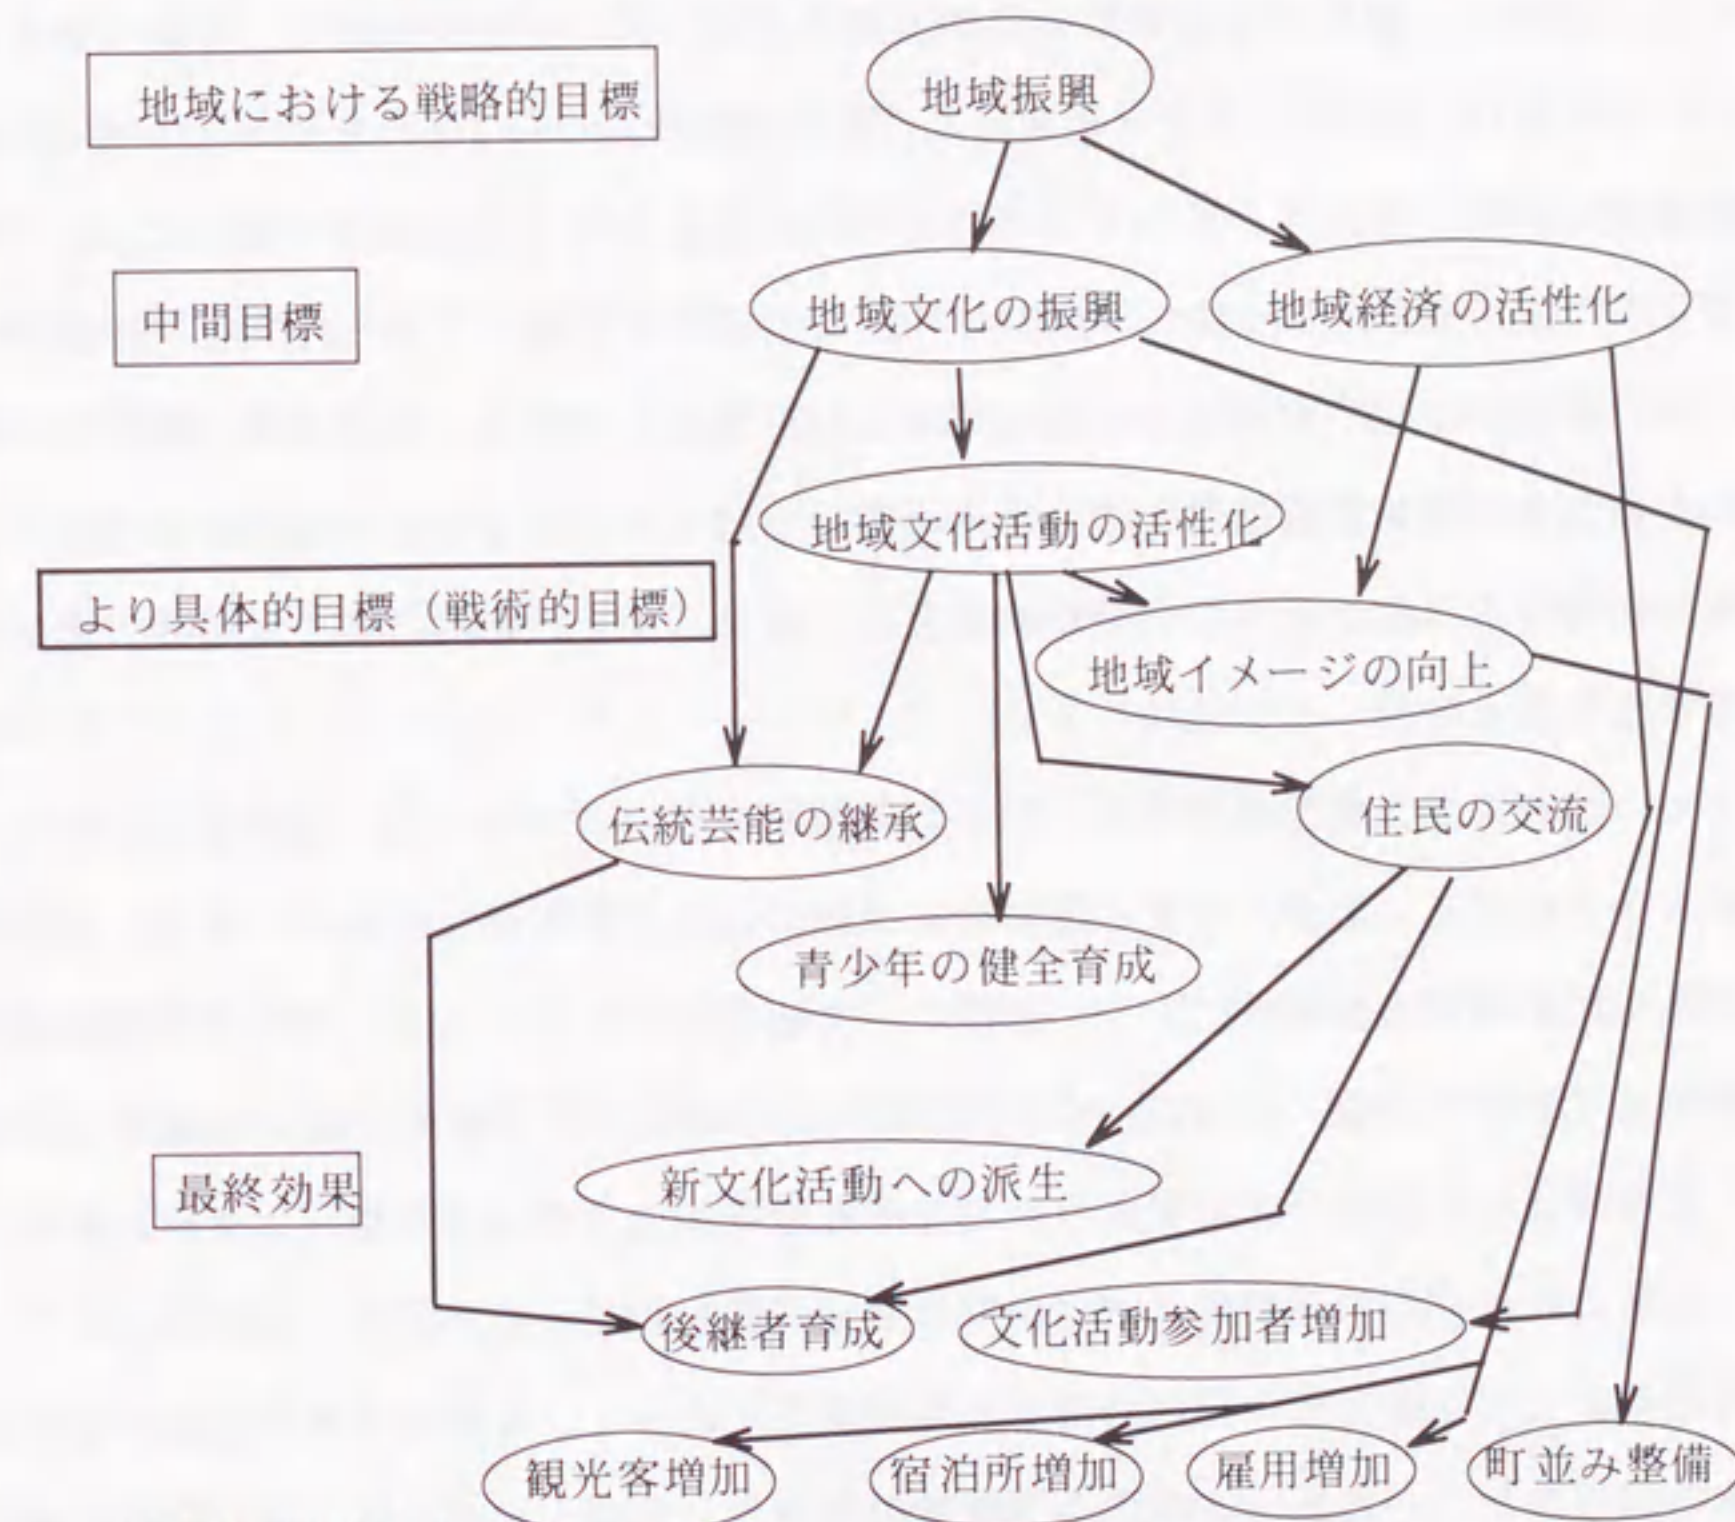 地域における戦略的目標
地域振興
中間目標
地域文化の振興
地域経済の活性化
地域文化活動の活性化
より具体的目標（戦術的目標）
地域イメージの向上
伝統芸能の継承
住民の交流
青少年の健全育成
最終効果
新文化活動への派生
後継者育成
文化活動参加者増加
観光客増加
宿泊所増加
雇用増加
町並み整備